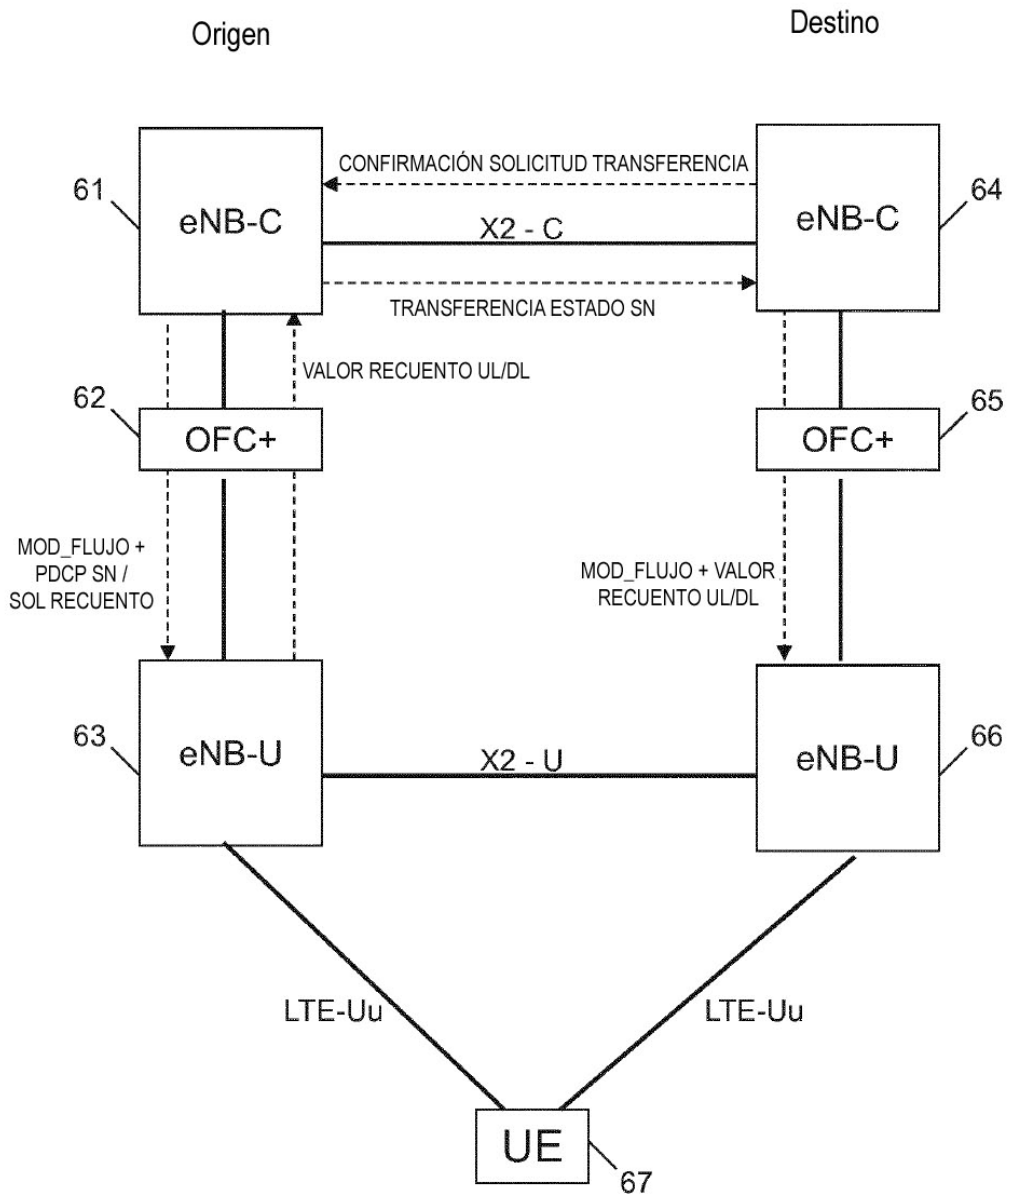 Origen
Destino
CONFIRMACIÓN SOLICITUD TRANSFERENCIA
61
64
eNB-C
eNB-C
X2 - C
TRANSFERENCIA ESTADO SN
VALOR RECUENTO UL/DL
62
65
OFC+
OFC+
MOD_FLUJO +
PDCP SN /
SOL RECUENTO
MOD_FLUJO + VALOR
RECUENTO UL/DL
63
66
eNB-U
eNB-U
X2 - U
LTE-Uu
LTE-Uu
UE
67